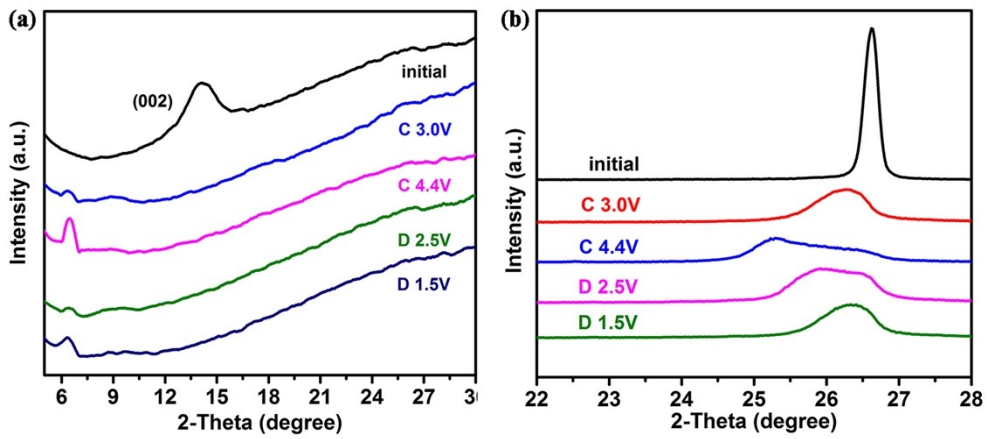 (a)
initial
(002)
C 3.0V
C 4.4V
D 2.5V
D 1.5V
Intensity (a.u.)
6 9 12 15 18 21 24 27
2-Theta (degree)
(b)
initial
C 3.0V
C 4.4V
D 2.5V
D 1.5V
Intensity (a.u.)
22 23 24 25 26 27 28
2-Theta (degree)